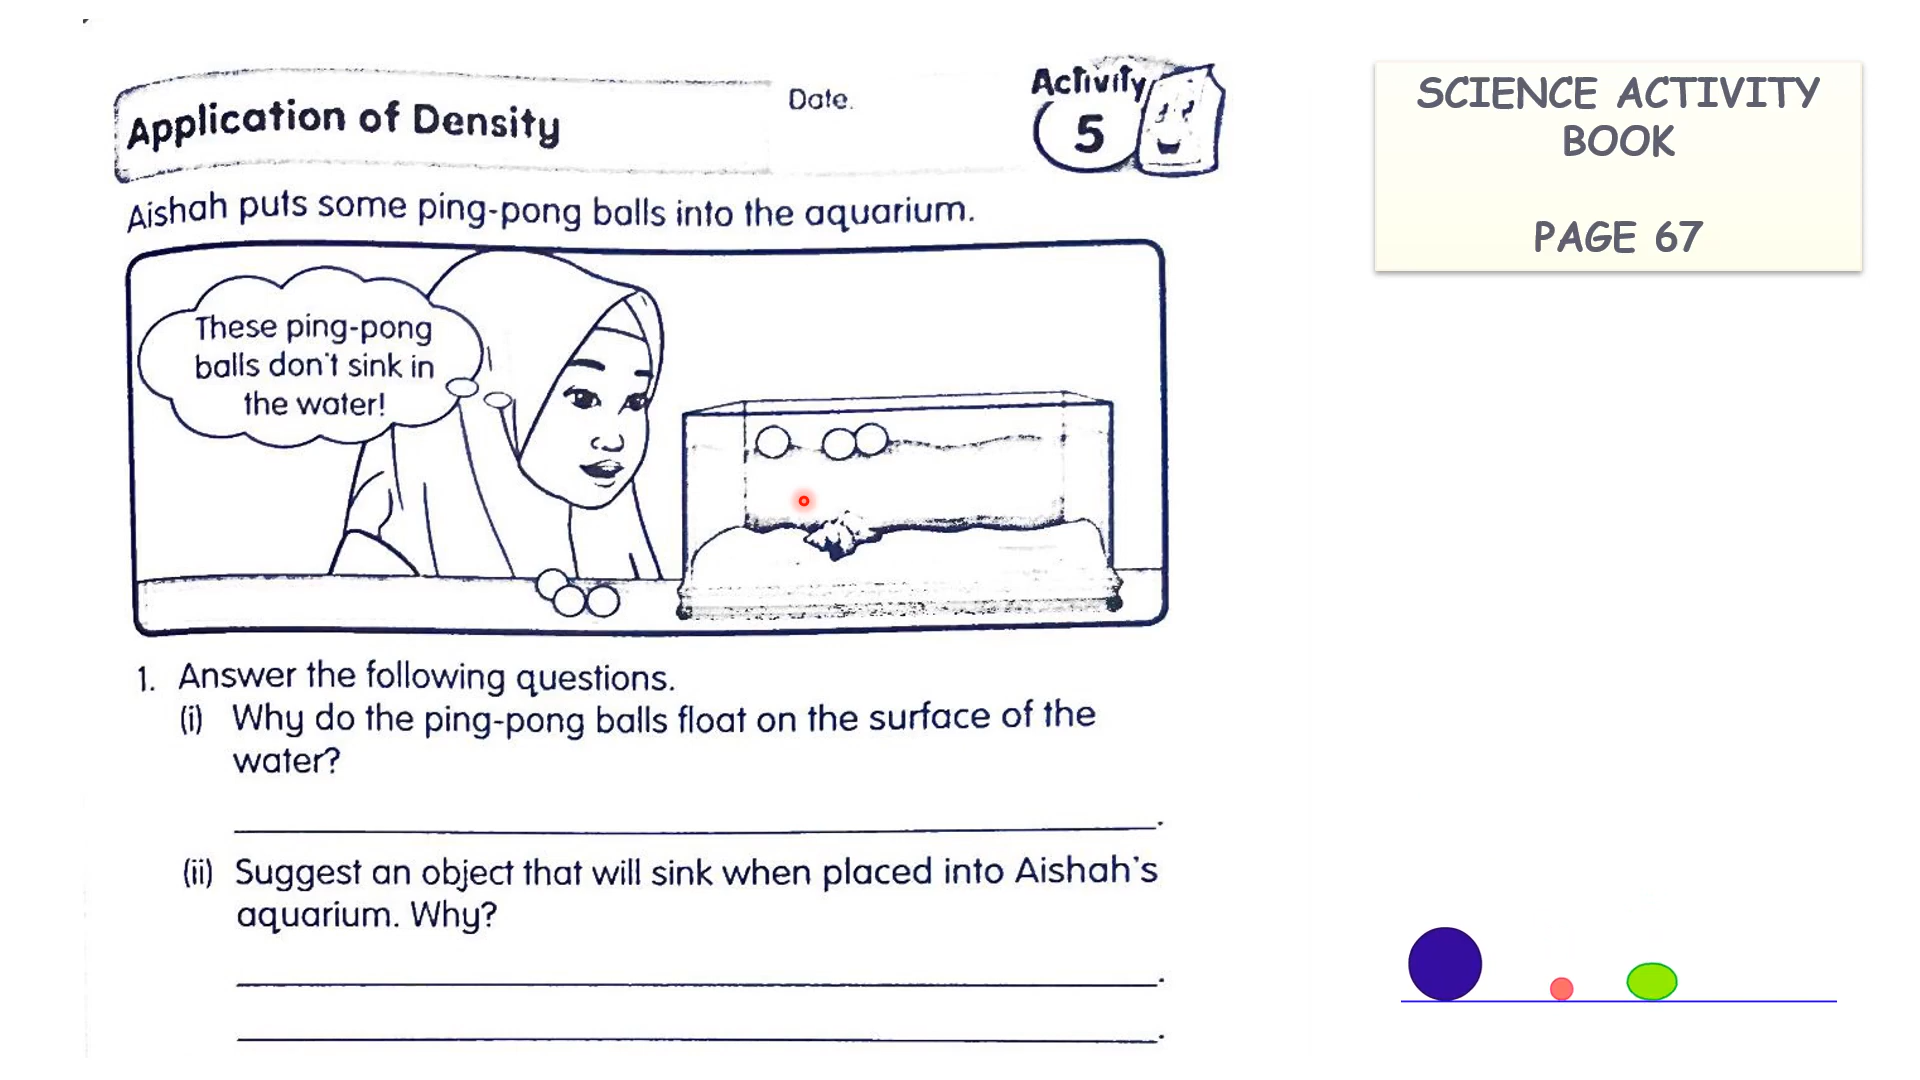 Application of Density
Date.
Activity
5
Aishah puts some ping-pong balls into the aquarium.
These ping-pong
balls don't sink in
the water!
1. Answer the following questions.
(i) Why do the ping-pong balls float on the surface of the
water?
(ii) Suggest an object that will sink when placed into Aishah's
aquarium. Why?
SCIENCE ACTIVITY
BOOK
PAGE 67